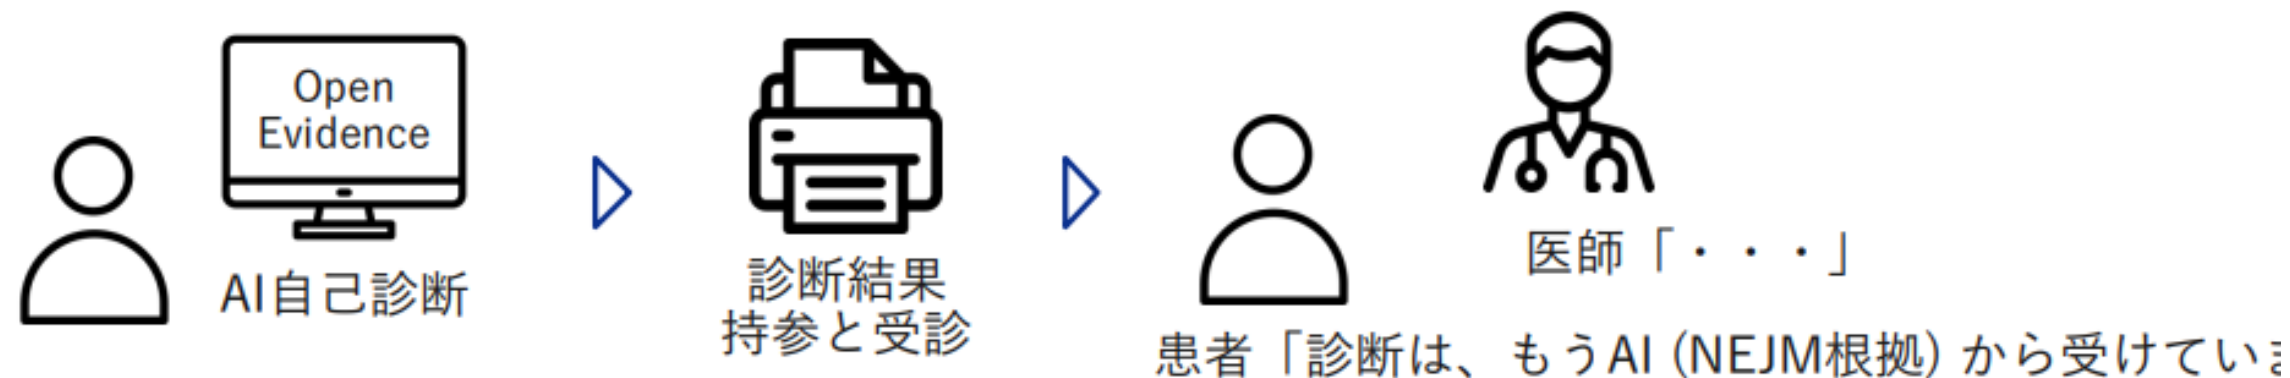 Open
Evidence
AI自己診断
診断結果
持参と受診
医師「・・・」
患者「診断は、もうAI (NEJM根拠) から受けてい